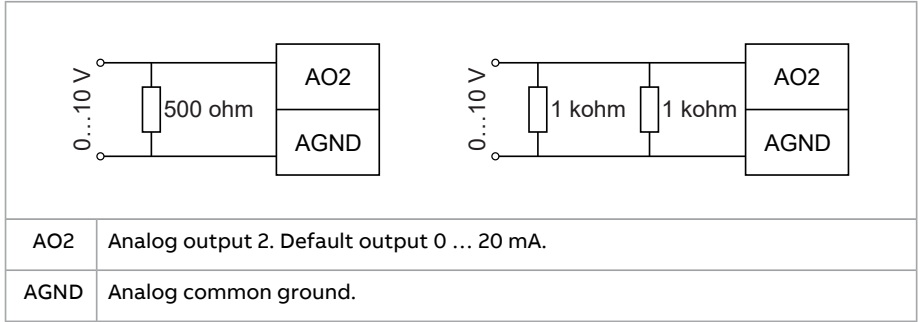 0…10 V
500 ohm
AO2
AGND
0…10 V
1 kohm
1 kohm
AO2
AGND
AO2 Analog output 2. Default output 0 … 20 mA.
AGND Analog common ground.